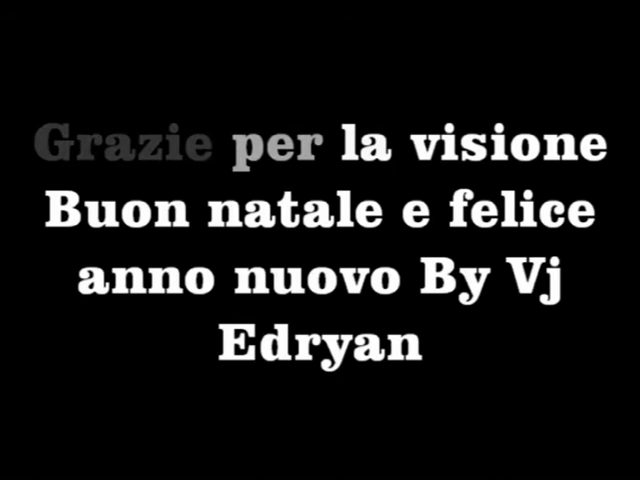 Grazie per la visione
Buon natale e felice
anno nuovo By Vj
Edryan